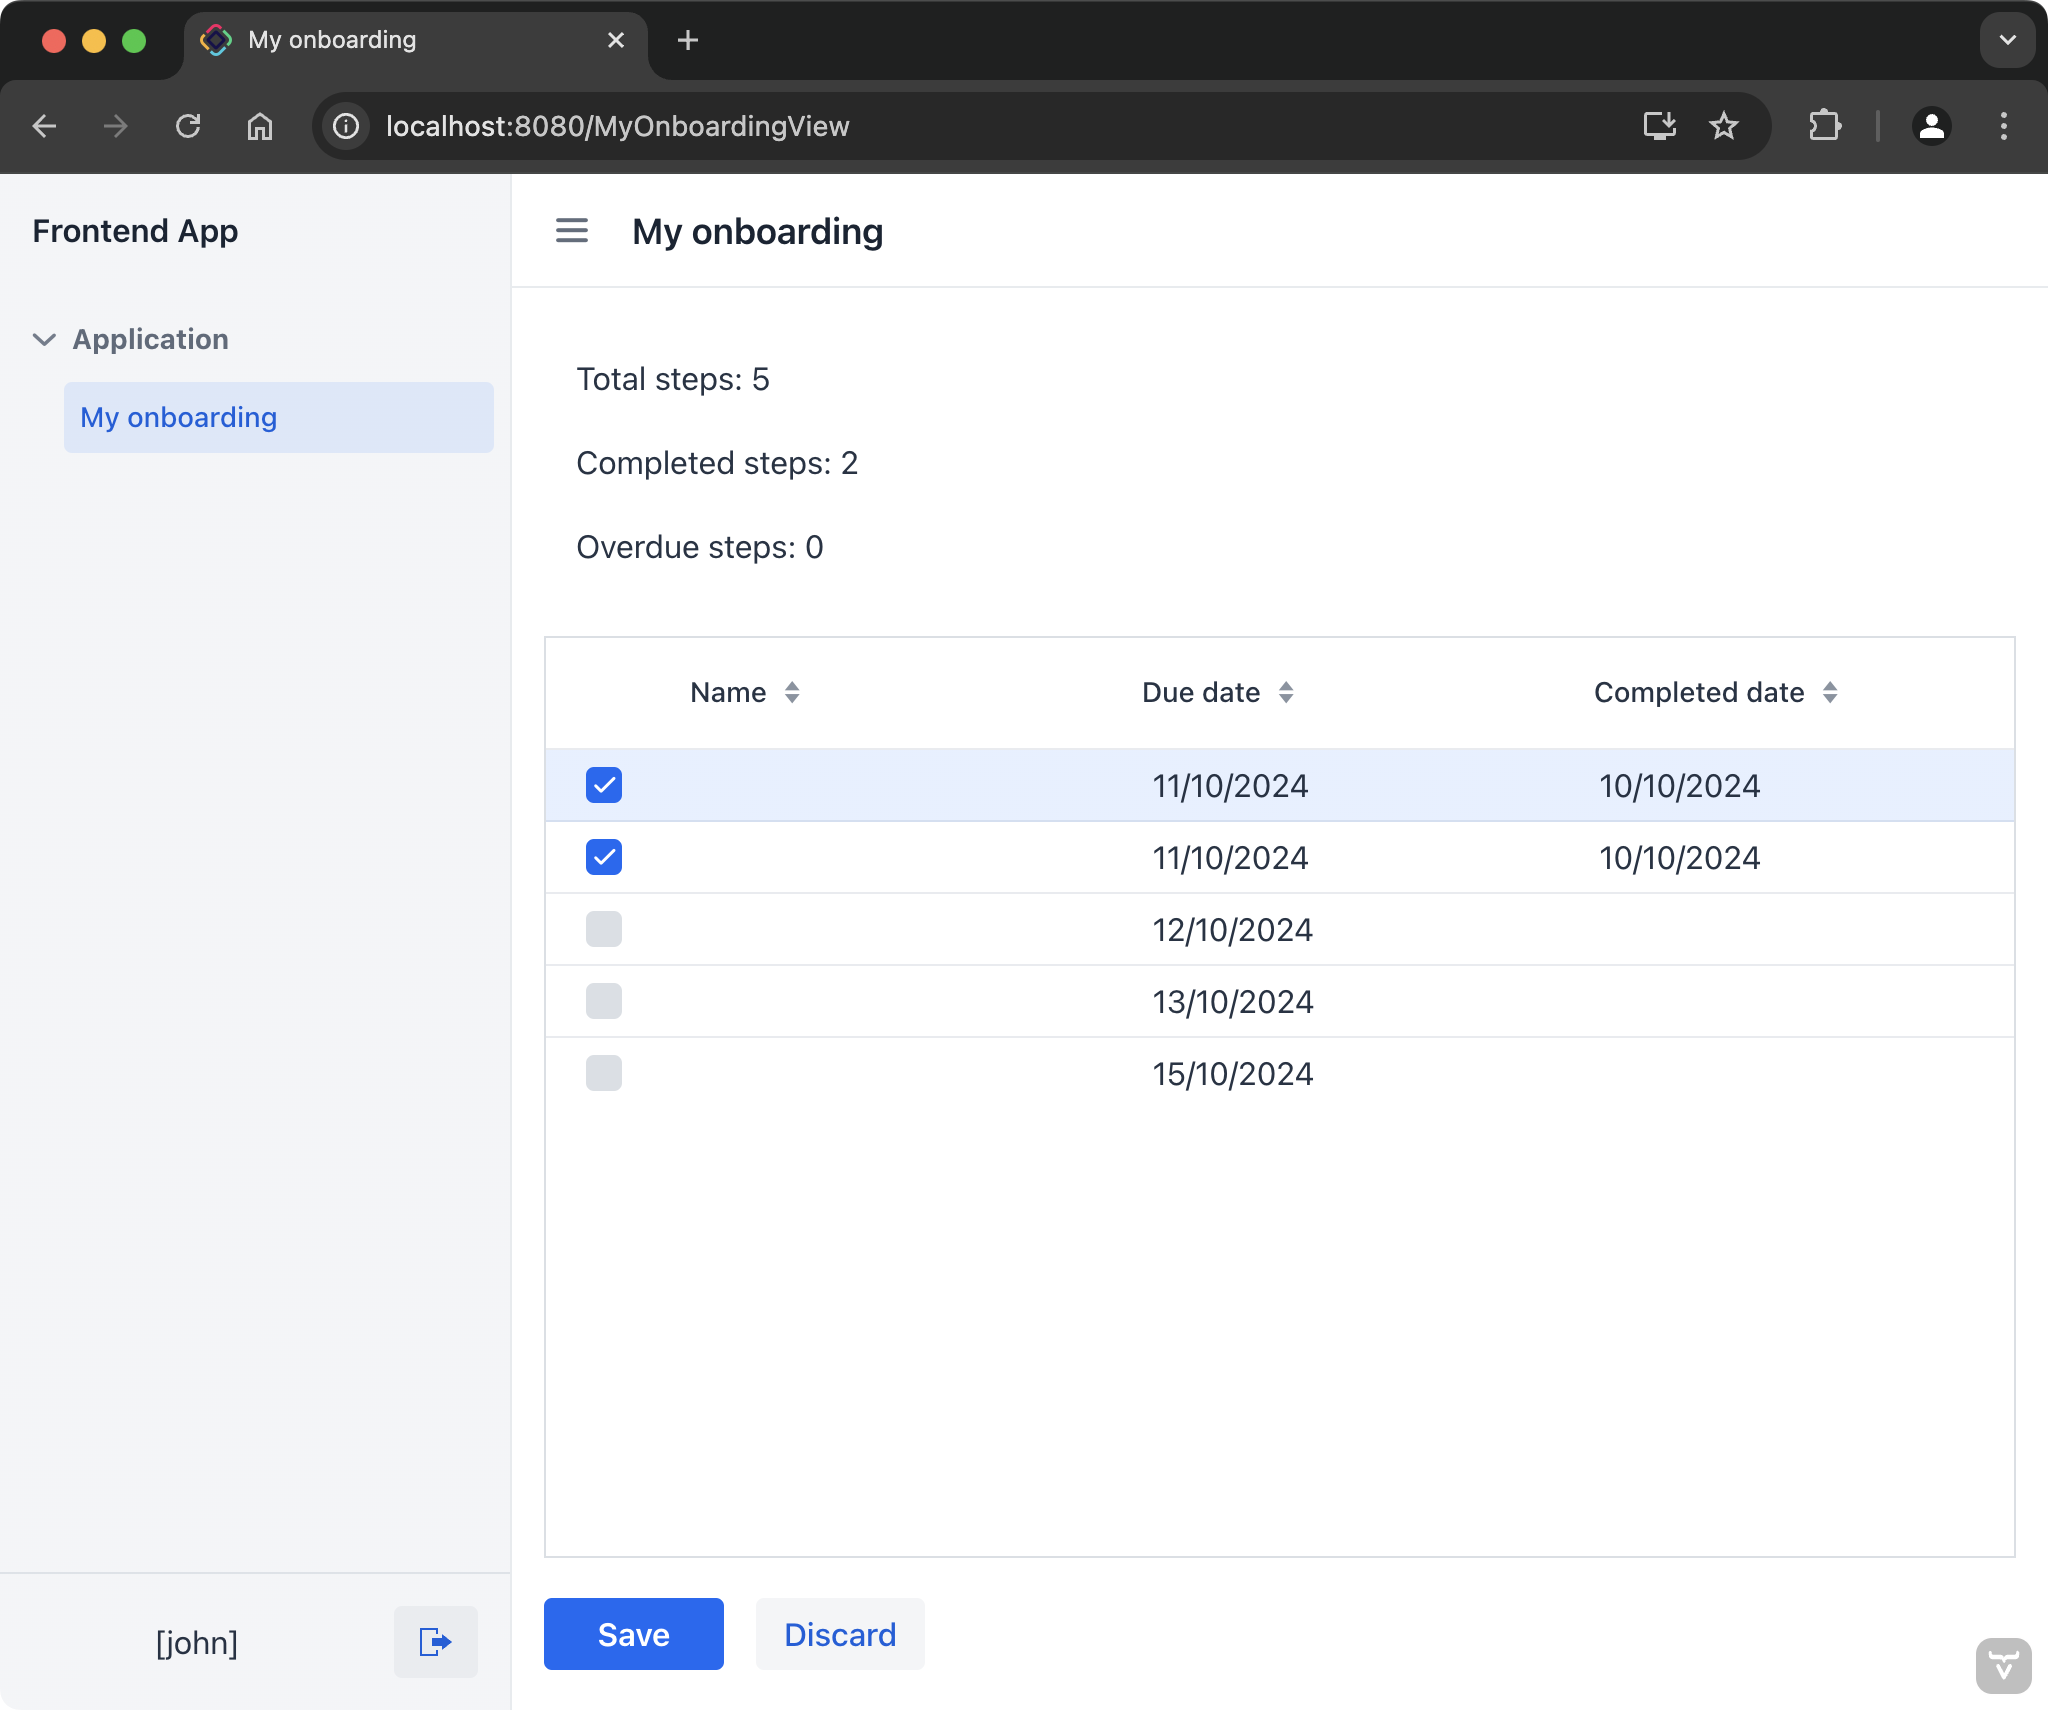 My onboarding
localhost:8080/MyOnboardingView
Frontend App
Application
My onboarding
My onboarding
Total steps: 5
Completed steps: 2
Overdue steps: 0
Name Due date Completed date
11/10/2024 10/10/2024
11/10/2024 10/10/2024
12/10/2024
13/10/2024
15/10/2024
[john]
Save Discard